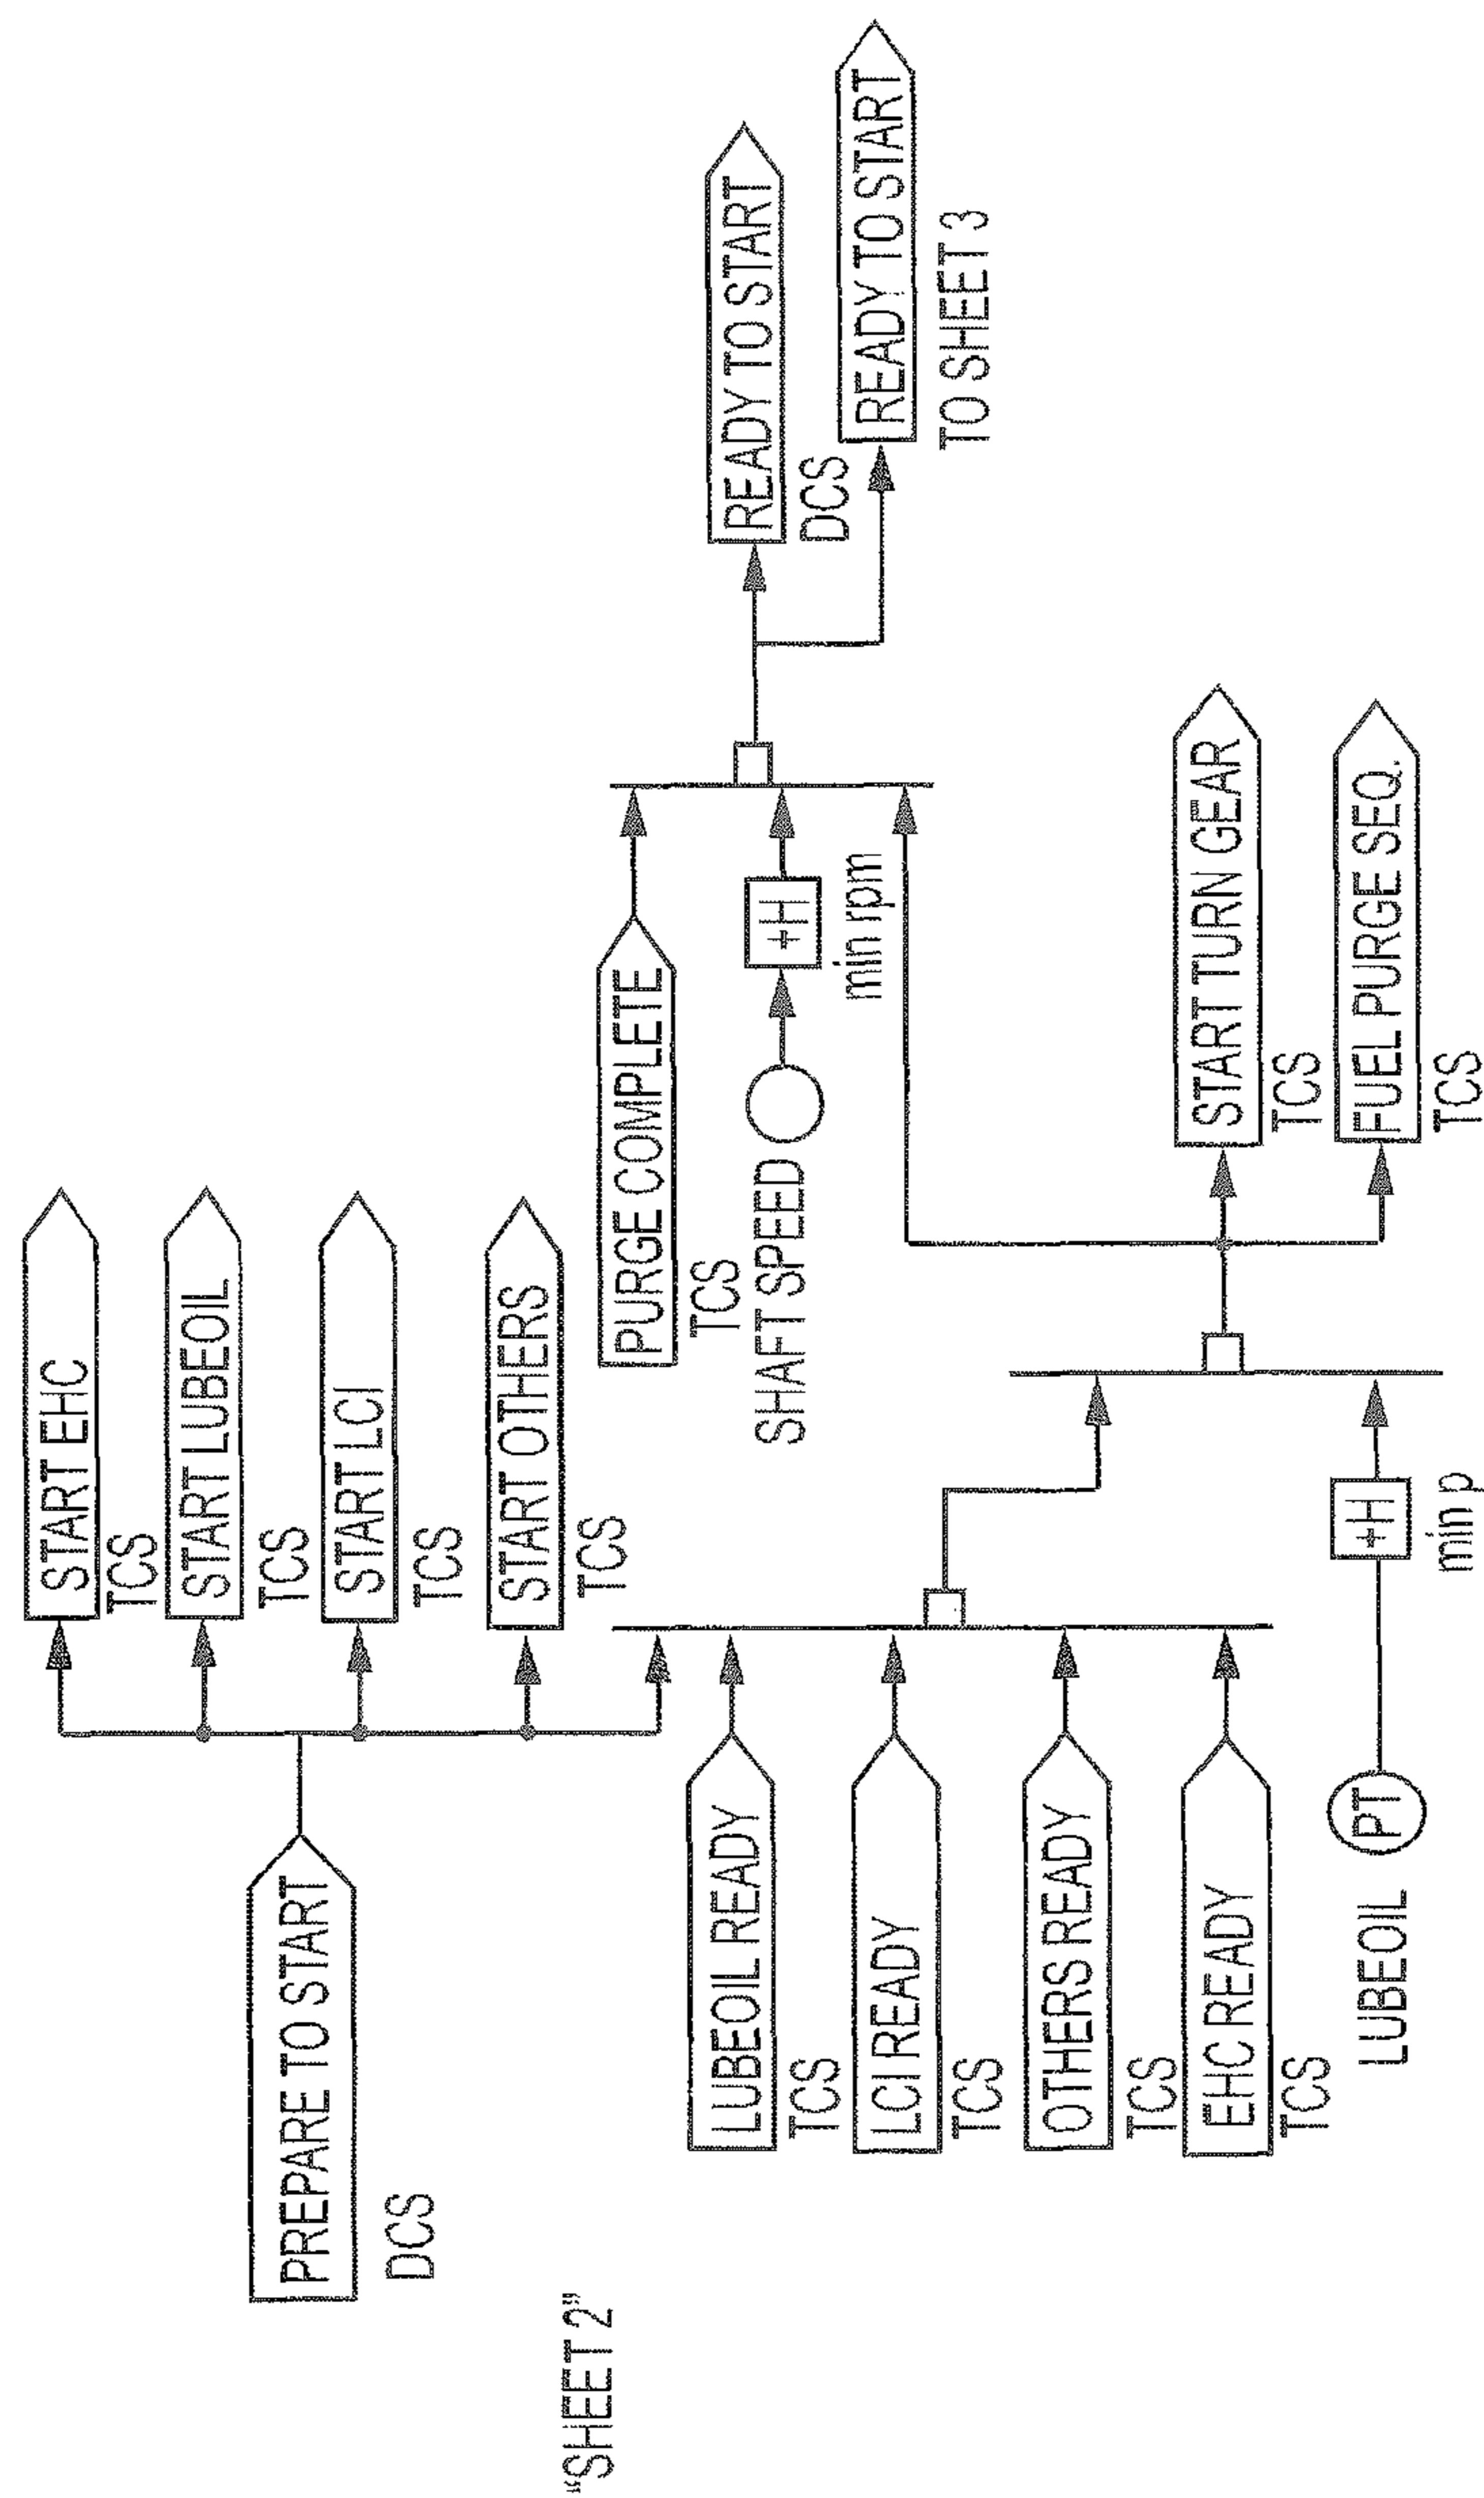 "SHEET 2"
PREPARE TO START
DCS
START EHC
TCS
START LUBEOIL
TCS
START LCI
TCS
START OTHERS
TCS
LUBEOIL READY
TCS
LCI READY
TCS
OTHERS READY
TCS
EHC READY
TCS
LUBEOIL
PT
+H
min p
PURGE COMPLETE
TCS
SHAFT SPEED
+H
min rpm
START TURN GEAR
TCS
FUEL PURGE SEQ.
TCS
READY TO START
DCS
READY TO START
TO SHEET 3